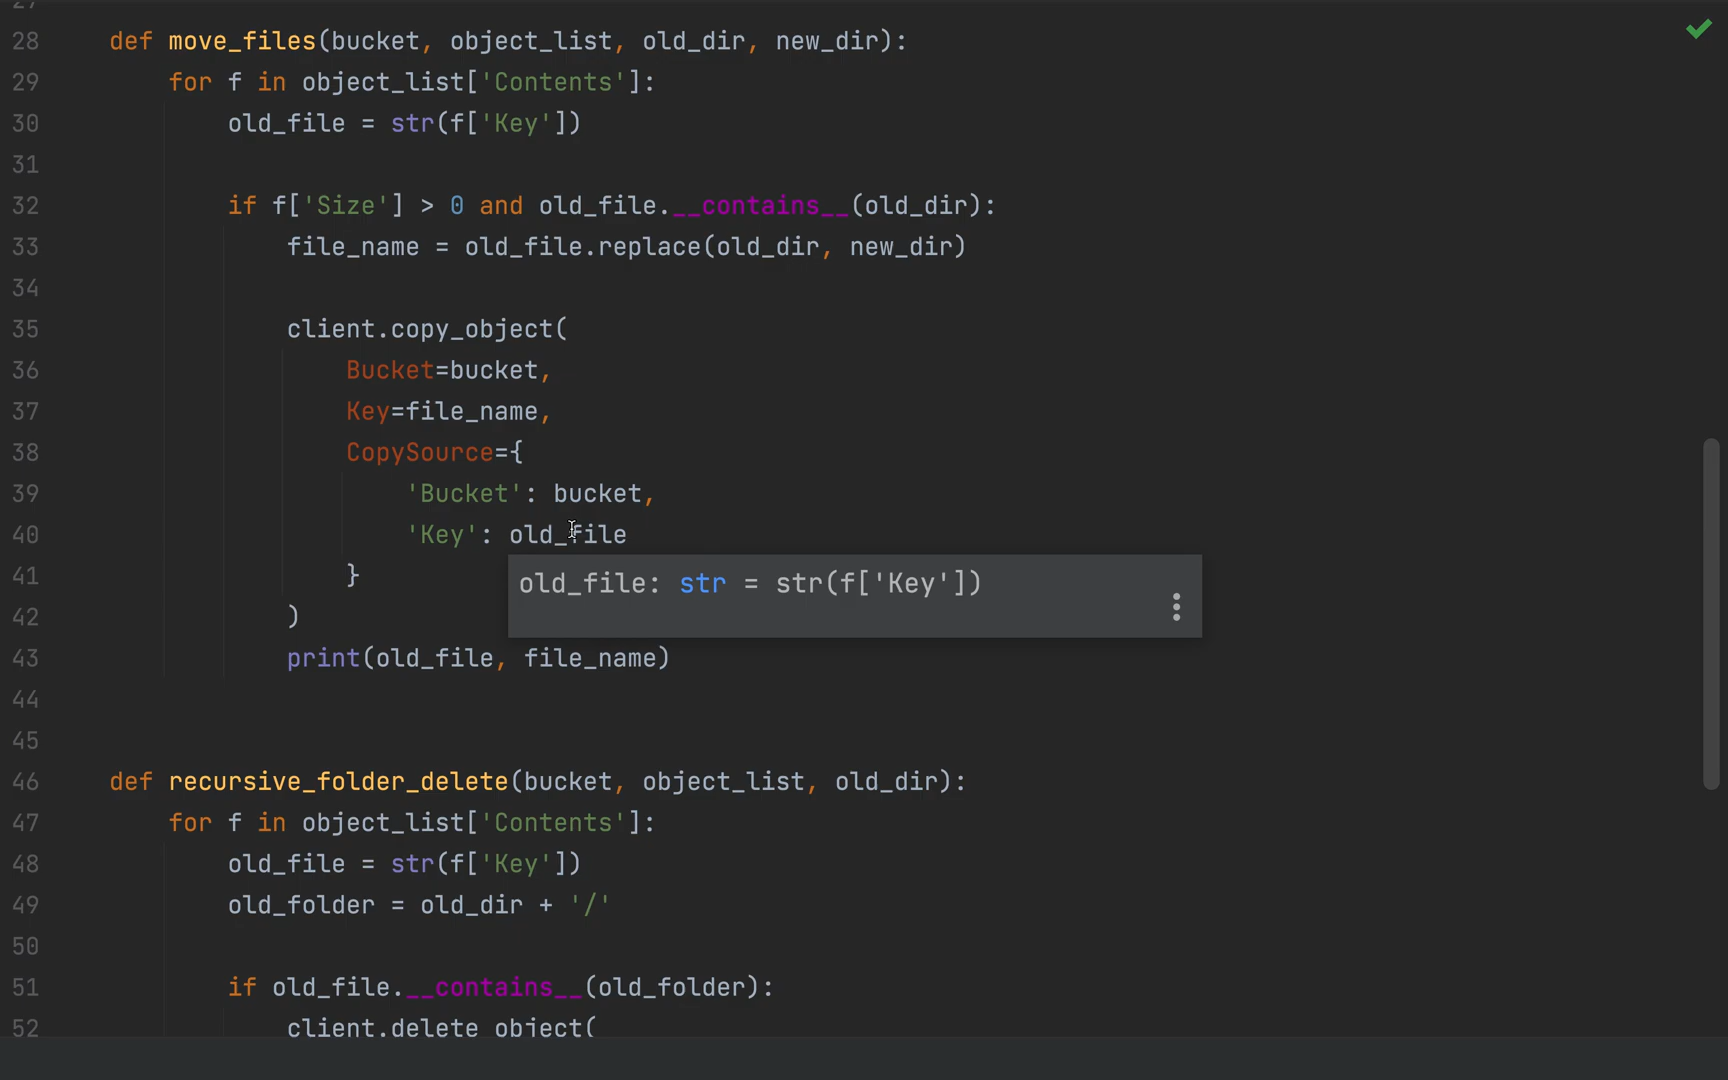 28 def move_files(bucket, object_list, old_dir, new_dir):
29 for f in object_list['Contents']:
30 old_file = str(f['Key'])
31
32 if f['Size'] > 0 and old_file.__contains__(old_dir):
33 file_name = old_file.replace(old_dir, new_dir)
34
35 client.copy_object(
36 Bucket=bucket,
37 Key=file_name,
38 CopySource={
39 'Bucket': bucket,
40 'Key': old_file
old_file: str = str(f['Key'])
41 }
42 )
43 print(old_file, file_name)
44
45
46 def recursive_folder_delete(bucket, object_list, old_dir):
47 for f in object_list['Contents']:
48 old_file = str(f['Key'])
49 old_folder = old_dir + '/'
50
51 if old_file.__contains__(old_folder):
52 client.delete_object(